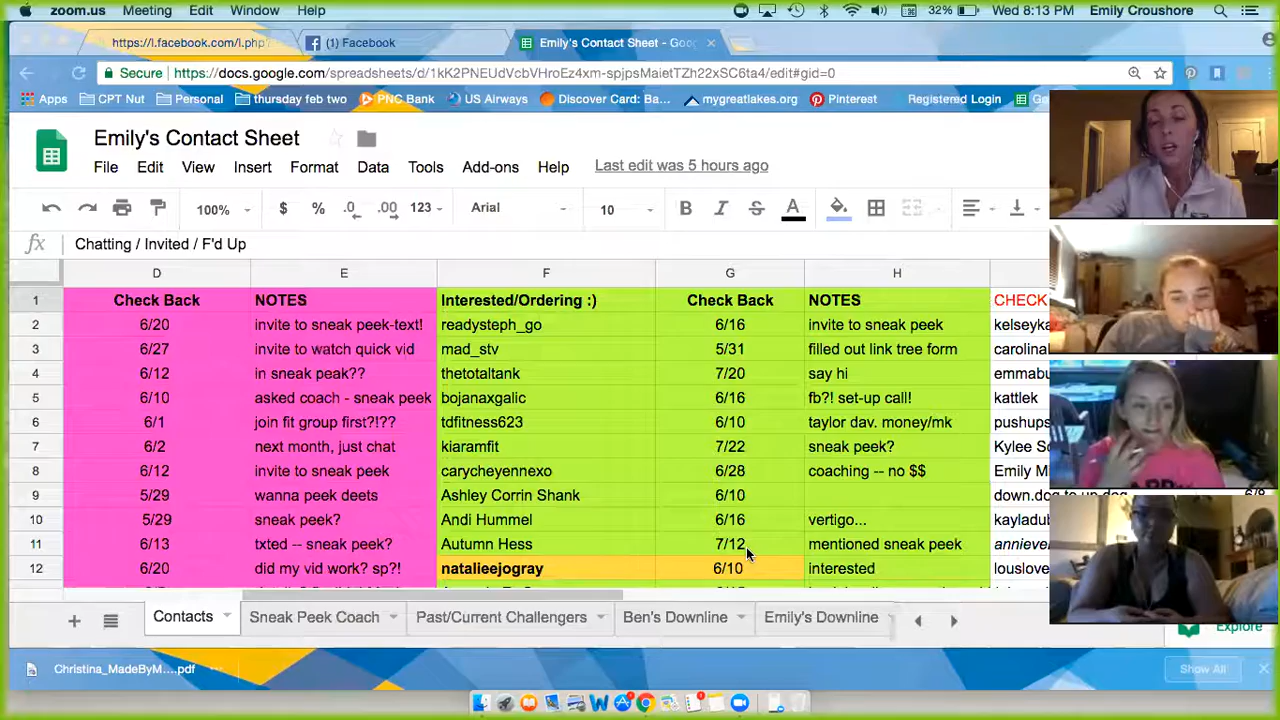 zoom.us Meeting Edit Window Help 32% Wed 8:13 PM Emily Croushore
https://l.facebook.com/l.php? (1) Facebook Emily's Contact Sheet - Goo
Secure https://docs.google.com/spreadsheets/d/1kK2PNEUdVcbVHroEz4xm-spjpsMaietTZh22xSC6ta4/edit#gid=0
Apps CPT Nut Personal thursday feb two PNC Bank US Airways Discover Card: Ba... mygreatlakes.org Pinterest Registered Login
Emily's Contact Sheet
File Edit View Insert Format Data Tools Add-ons Help Last edit was 5 hours ago
100% $ % .0 .00 123 Arial 10 B I S A
fx Chatting / Invited / F'd Up
D E F G H
1 Check Back NOTES Interested/Ordering :) Check Back NOTES CHECK
2 6/20 invite to sneak peek-text! readysteph_go 6/16 invite to sneak peek kelseyka
3 6/27 invite to watch quick vid mad_stv 5/31 filled out link tree form carolinal
4 6/12 in sneak peak?? thetotaltank 7/20 say hi emmabu
5 6/10 asked coach - sneak peek bojanaxgalic 6/16 fb?! set-up call! kattlek
6 6/1 join fit group first?!?? tdfitness623 6/10 taylor dav. money/mk pushups
7 6/2 next month, just chat kiaramfit 7/22 sneak peek? Kylee So
8 6/12 invite to sneak peek carycheyennexo 6/28 coaching -- no $$ Emily M
9 5/29 wanna peek deets Ashley Corrin Shank 6/10 down.dog to up.dog 6/8
10 5/29 sneak peek? Andi Hummel 6/16 vertigo... kayladub
11 6/13 txted -- sneak peek? Autumn Hess 7/12 mentioned sneak peek annieve
12 6/20 did my vid work? sp?! natalieejogray 6/10 interested louslove
Contacts Sneak Peek Coach Past/Current Challengers Ben's Downline Emily's Downline Explore
Christina_MadeByM....pdf Show All